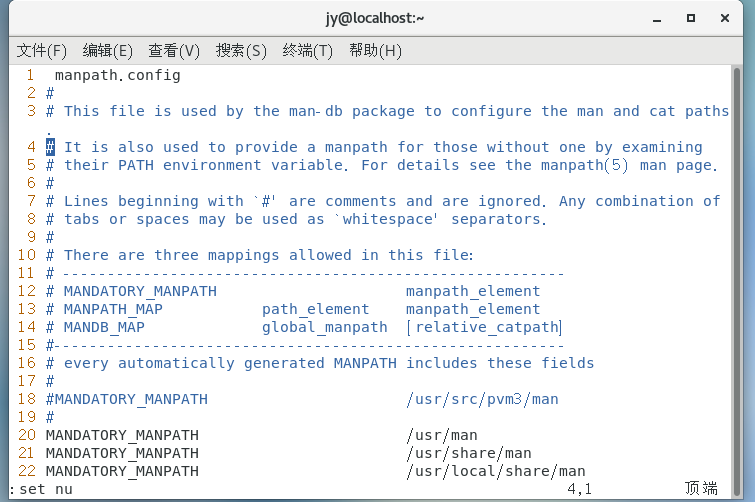 jy@localhost:~
文件(F) 编辑(E) 查看(V) 搜索(S) 终端(T) 帮助(H)
1 manpath.config
2 #
3 # This file is used by the man-db package to configure the man and cat paths
.
4 # It is also used to provide a manpath for those without one by examining
5 # their PATH environment variable. For details see the manpath(5) man page.
6 #
7 # Lines beginning with `#' are comments and are ignored. Any combination of
8 # tabs or spaces may be used as `whitespace' separators.
9 #
10 # There are three mappings allowed in this file:
11 # --------------------------------------------------------
12 # MANDATORY_MANPATH manpath_element
13 # MANPATH_MAP path_element manpath_element
14 # MANDB_MAP global_manpath [relative_catpath]
15 #---------------------------------------------------------
16 # every automatically generated MANPATH includes these fields
17 #
18 #MANDATORY_MANPATH /usr/src/pvm3/man
19 #
20 MANDATORY_MANPATH /usr/man
21 MANDATORY_MANPATH /usr/share/man
22 MANDATORY_MANPATH /usr/local/share/man
:set nu 4,1 顶端